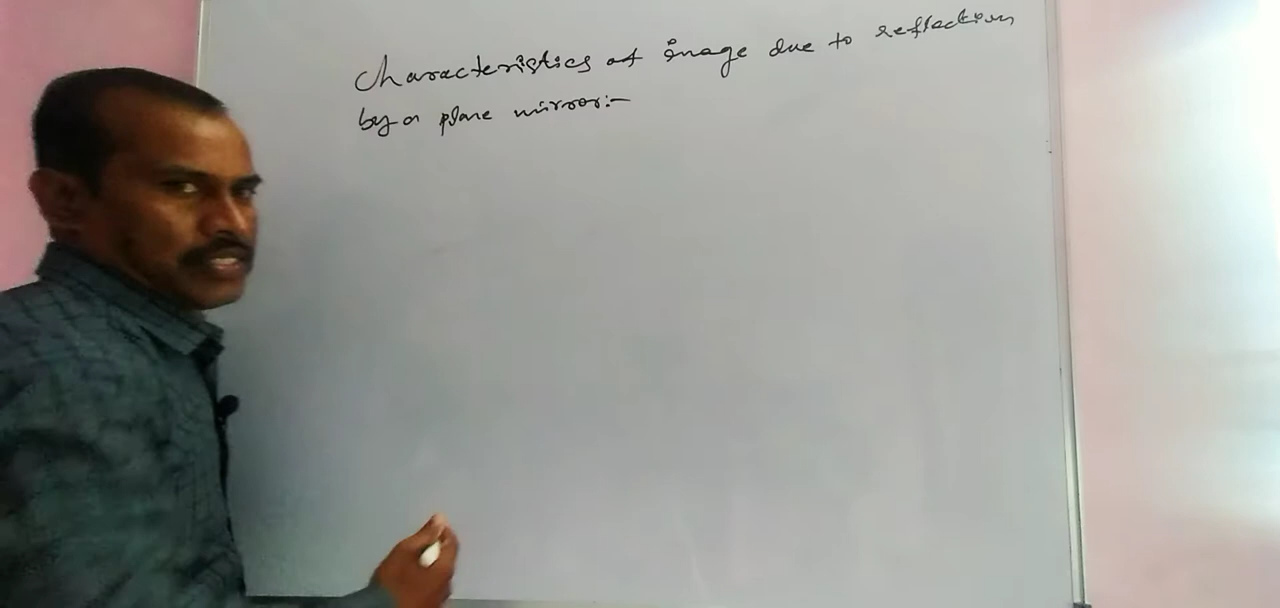 Characteristics of image due to reflection
by a plane mirror:-